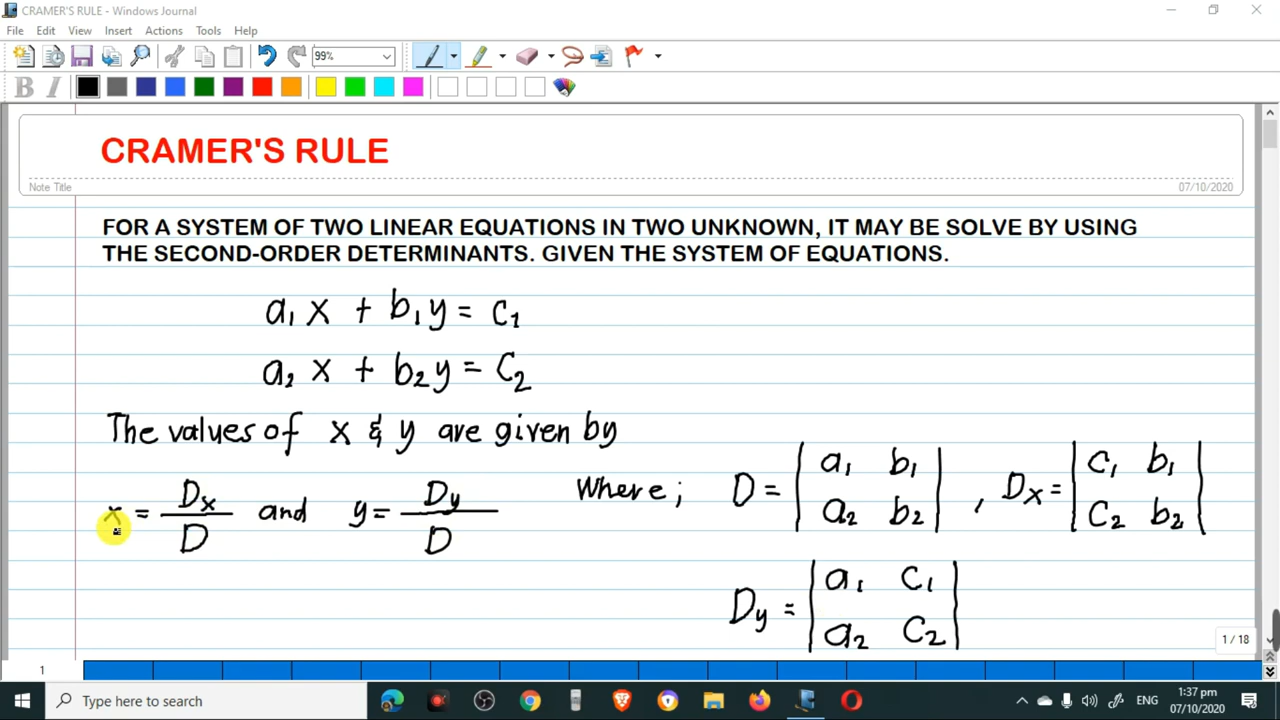 CRAMER'S RULE - Windows Journal
File Edit View Insert Actions Tools Help
99%
B I
CRAMER'S RULE
Note Title
07/10/2020
FOR A SYSTEM OF TWO LINEAR EQUATIONS IN TWO UNKNOWN, IT MAY BE SOLVE BY USING
THE SECOND-ORDER DETERMINANTS. GIVEN THE SYSTEM OF EQUATIONS.
a₁ x + b₁ y = c₁
a₂ x + b₂ y = c₂
The values of x & y are given by
x = Dx / D and y = Dy / D Where; D = | a₁ b₁ | , Dx = | c₁ b₁ |
| a₂ b₂ | | c₂ b₂ |
Dy = | a₁ c₁ |
| a₂ c₂ |
1 / 18
1
Type here to search
ENG
1:37 pm
07/10/2020